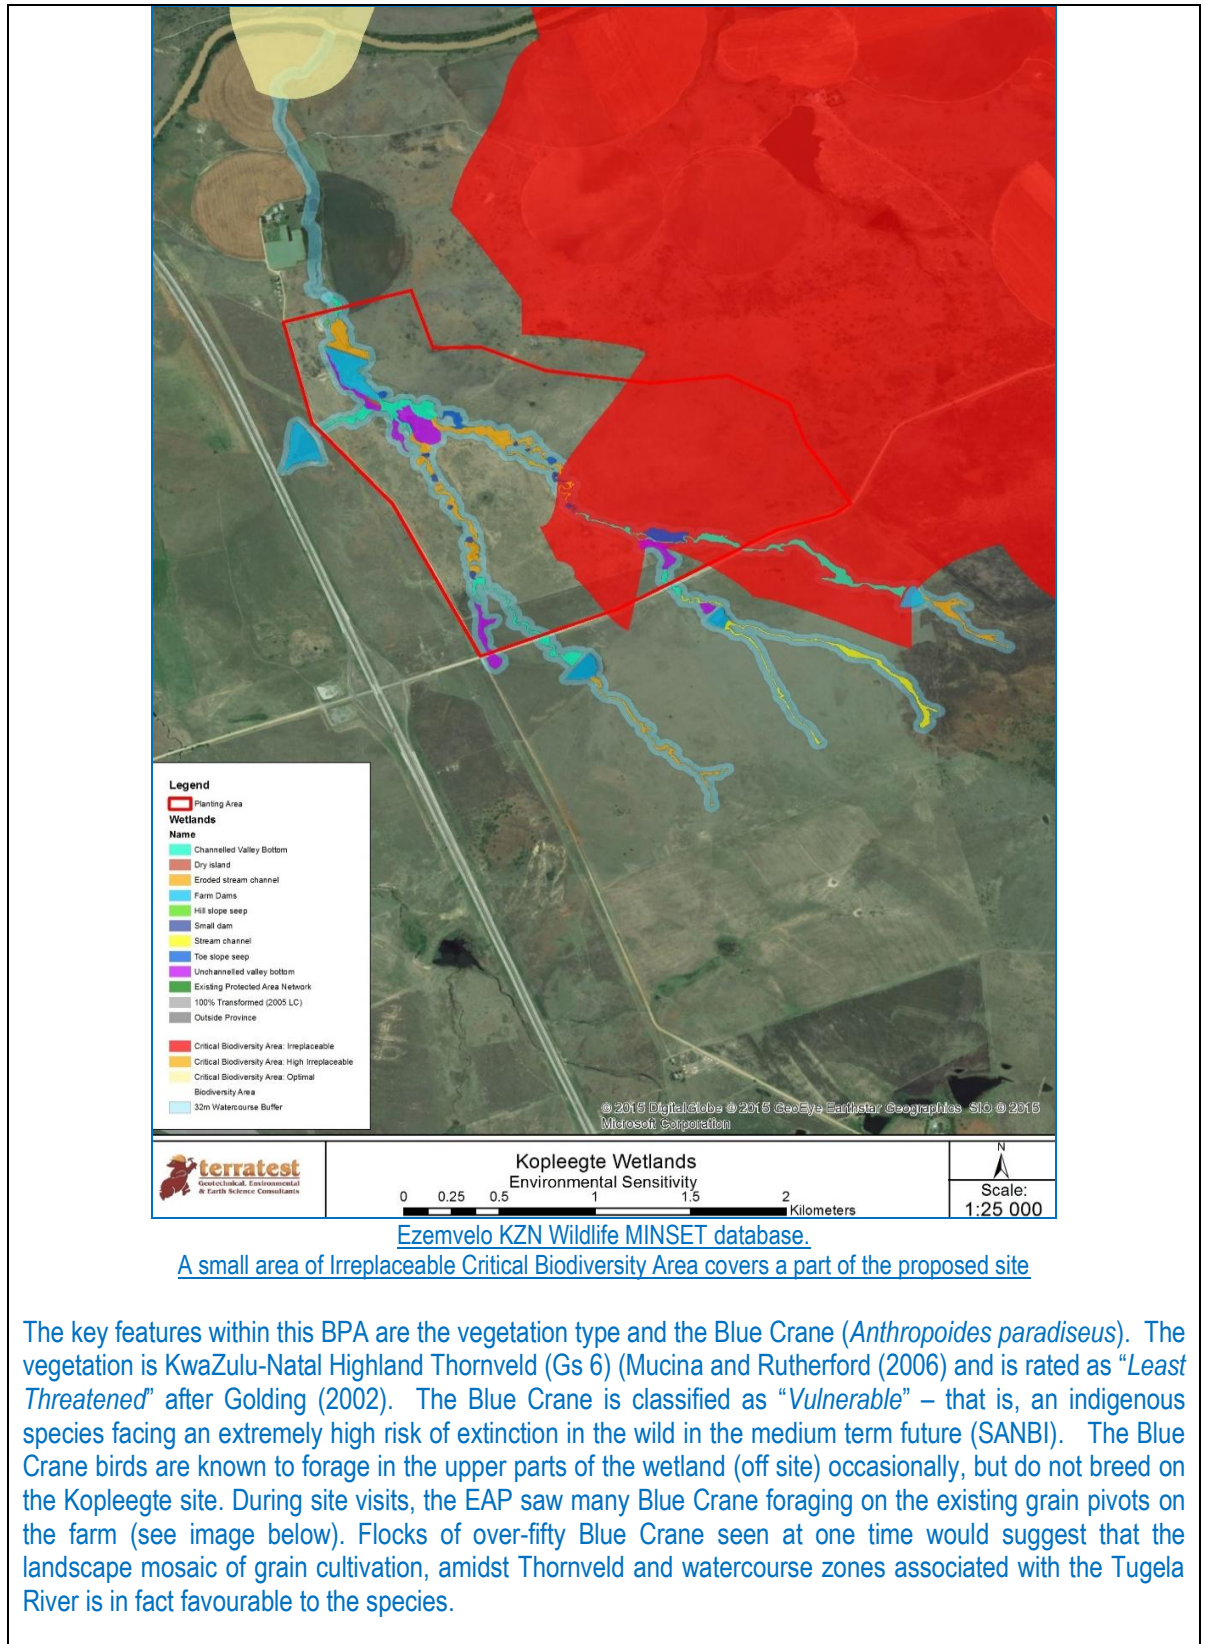 Legend
Planting Area
Wetlands
Name
Channelled Valley Bottom
Dry island
Eroded stream channel
Farm Dams
Hill slope seep
Small dam
Stream channel
Toe slope seep
Unchannelled valley bottom
Existing Protected Area Network
100% Transformed (2005 LC)
Outside Province
Critical Biodiversity Area: Irreplaceable
Critical Biodiversity Area: High Irreplaceable
Critical Biodiversity Area: Optimal
Biodiversity Area
32m Watercourse Buffer
© 2015 DigitalGlobe © 2015 GeoEye Earthstar Geographics SIO © 2015
Microsoft Corporation
terratest
Geotechnical, Environmental
& Earth Science Consultants
Kopleegte Wetlands
Environmental Sensitivity
0 0.25 0.5 1 1.5 2
Kilometers
N
Scale:
1:25 000
Ezemvelo KZN Wildlife MINSET database.
A small area of Irreplaceable Critical Biodiversity Area covers a part of the proposed site
The key features within this BPA are the vegetation type and the Blue Crane (Anthropoides paradiseus). The
vegetation is KwaZulu-Natal Highland Thornveld (Gs 6) (Mucina and Rutherford (2006) and is rated as “Least
Threatened” after Golding (2002). The Blue Crane is classified as “Vulnerable” – that is, an indigenous
species facing an extremely high risk of extinction in the wild in the medium term future (SANBI). The Blue
Crane birds are known to forage in the upper parts of the wetland (off site) occasionally, but do not breed on
the Kopleegte site. During site visits, the EAP saw many Blue Crane foraging on the existing grain pivots on
the farm (see image below). Flocks of over-fifty Blue Crane seen at one time would suggest that the
landscape mosaic of grain cultivation, amidst Thornveld and watercourse zones associated with the Tugela
River is in fact favourable to the species.